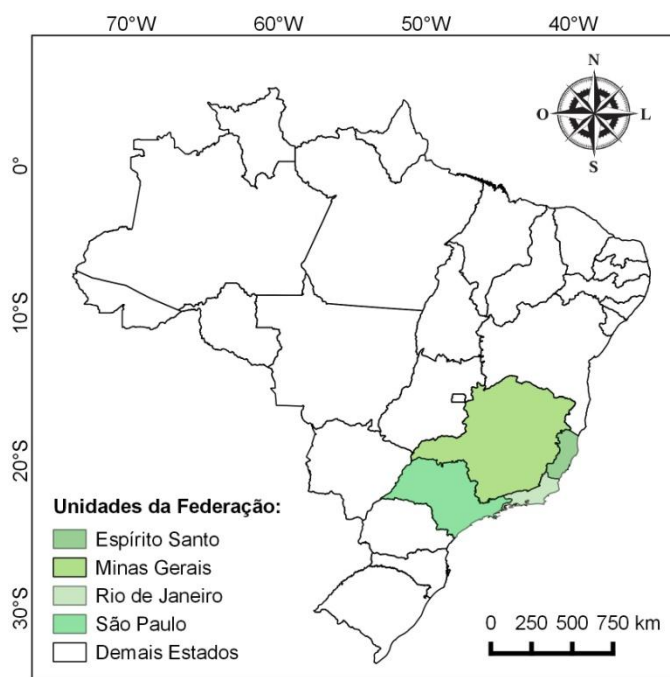 70°W 60°W 50°W 40°W
N
O L
S
0°
10°S
20°S
30°S
Unidades da Federação:
Espírito Santo
Minas Gerais
Rio de Janeiro
São Paulo
Demais Estados
0 250 500 750 km